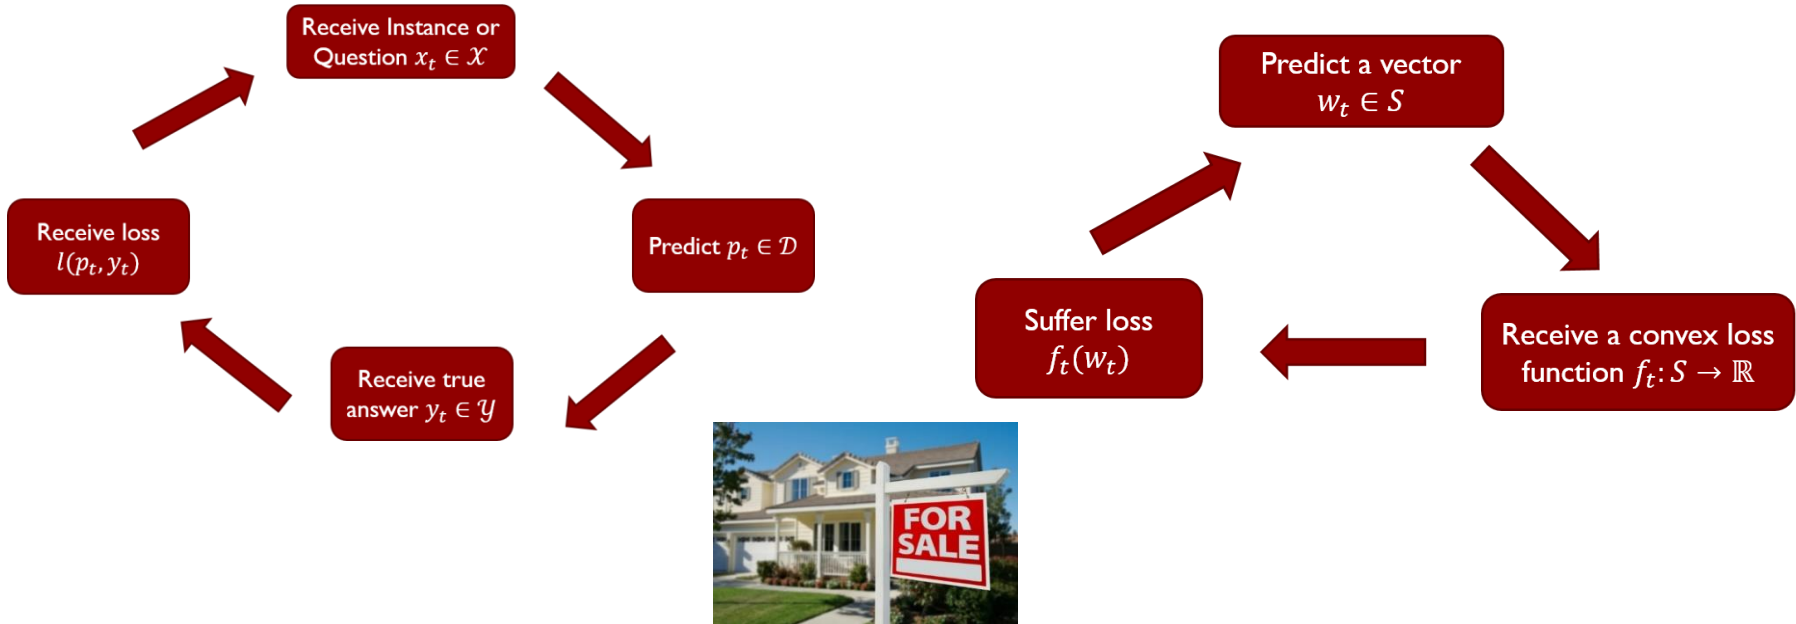 Receive Instance or
Question 𝑥ₜ ∈ 𝒳
Predict 𝑝ₜ ∈ 𝒟
Receive true
answer 𝑦ₜ ∈ 𝒴
Receive loss
𝑙(𝑝ₜ, 𝑦ₜ)
Predict a vector
𝑤ₜ ∈ 𝑆
Receive a convex loss
function 𝑓ₜ: 𝑆 → ℝ
Suffer loss
𝑓ₜ(𝑤ₜ)
FOR
SALE